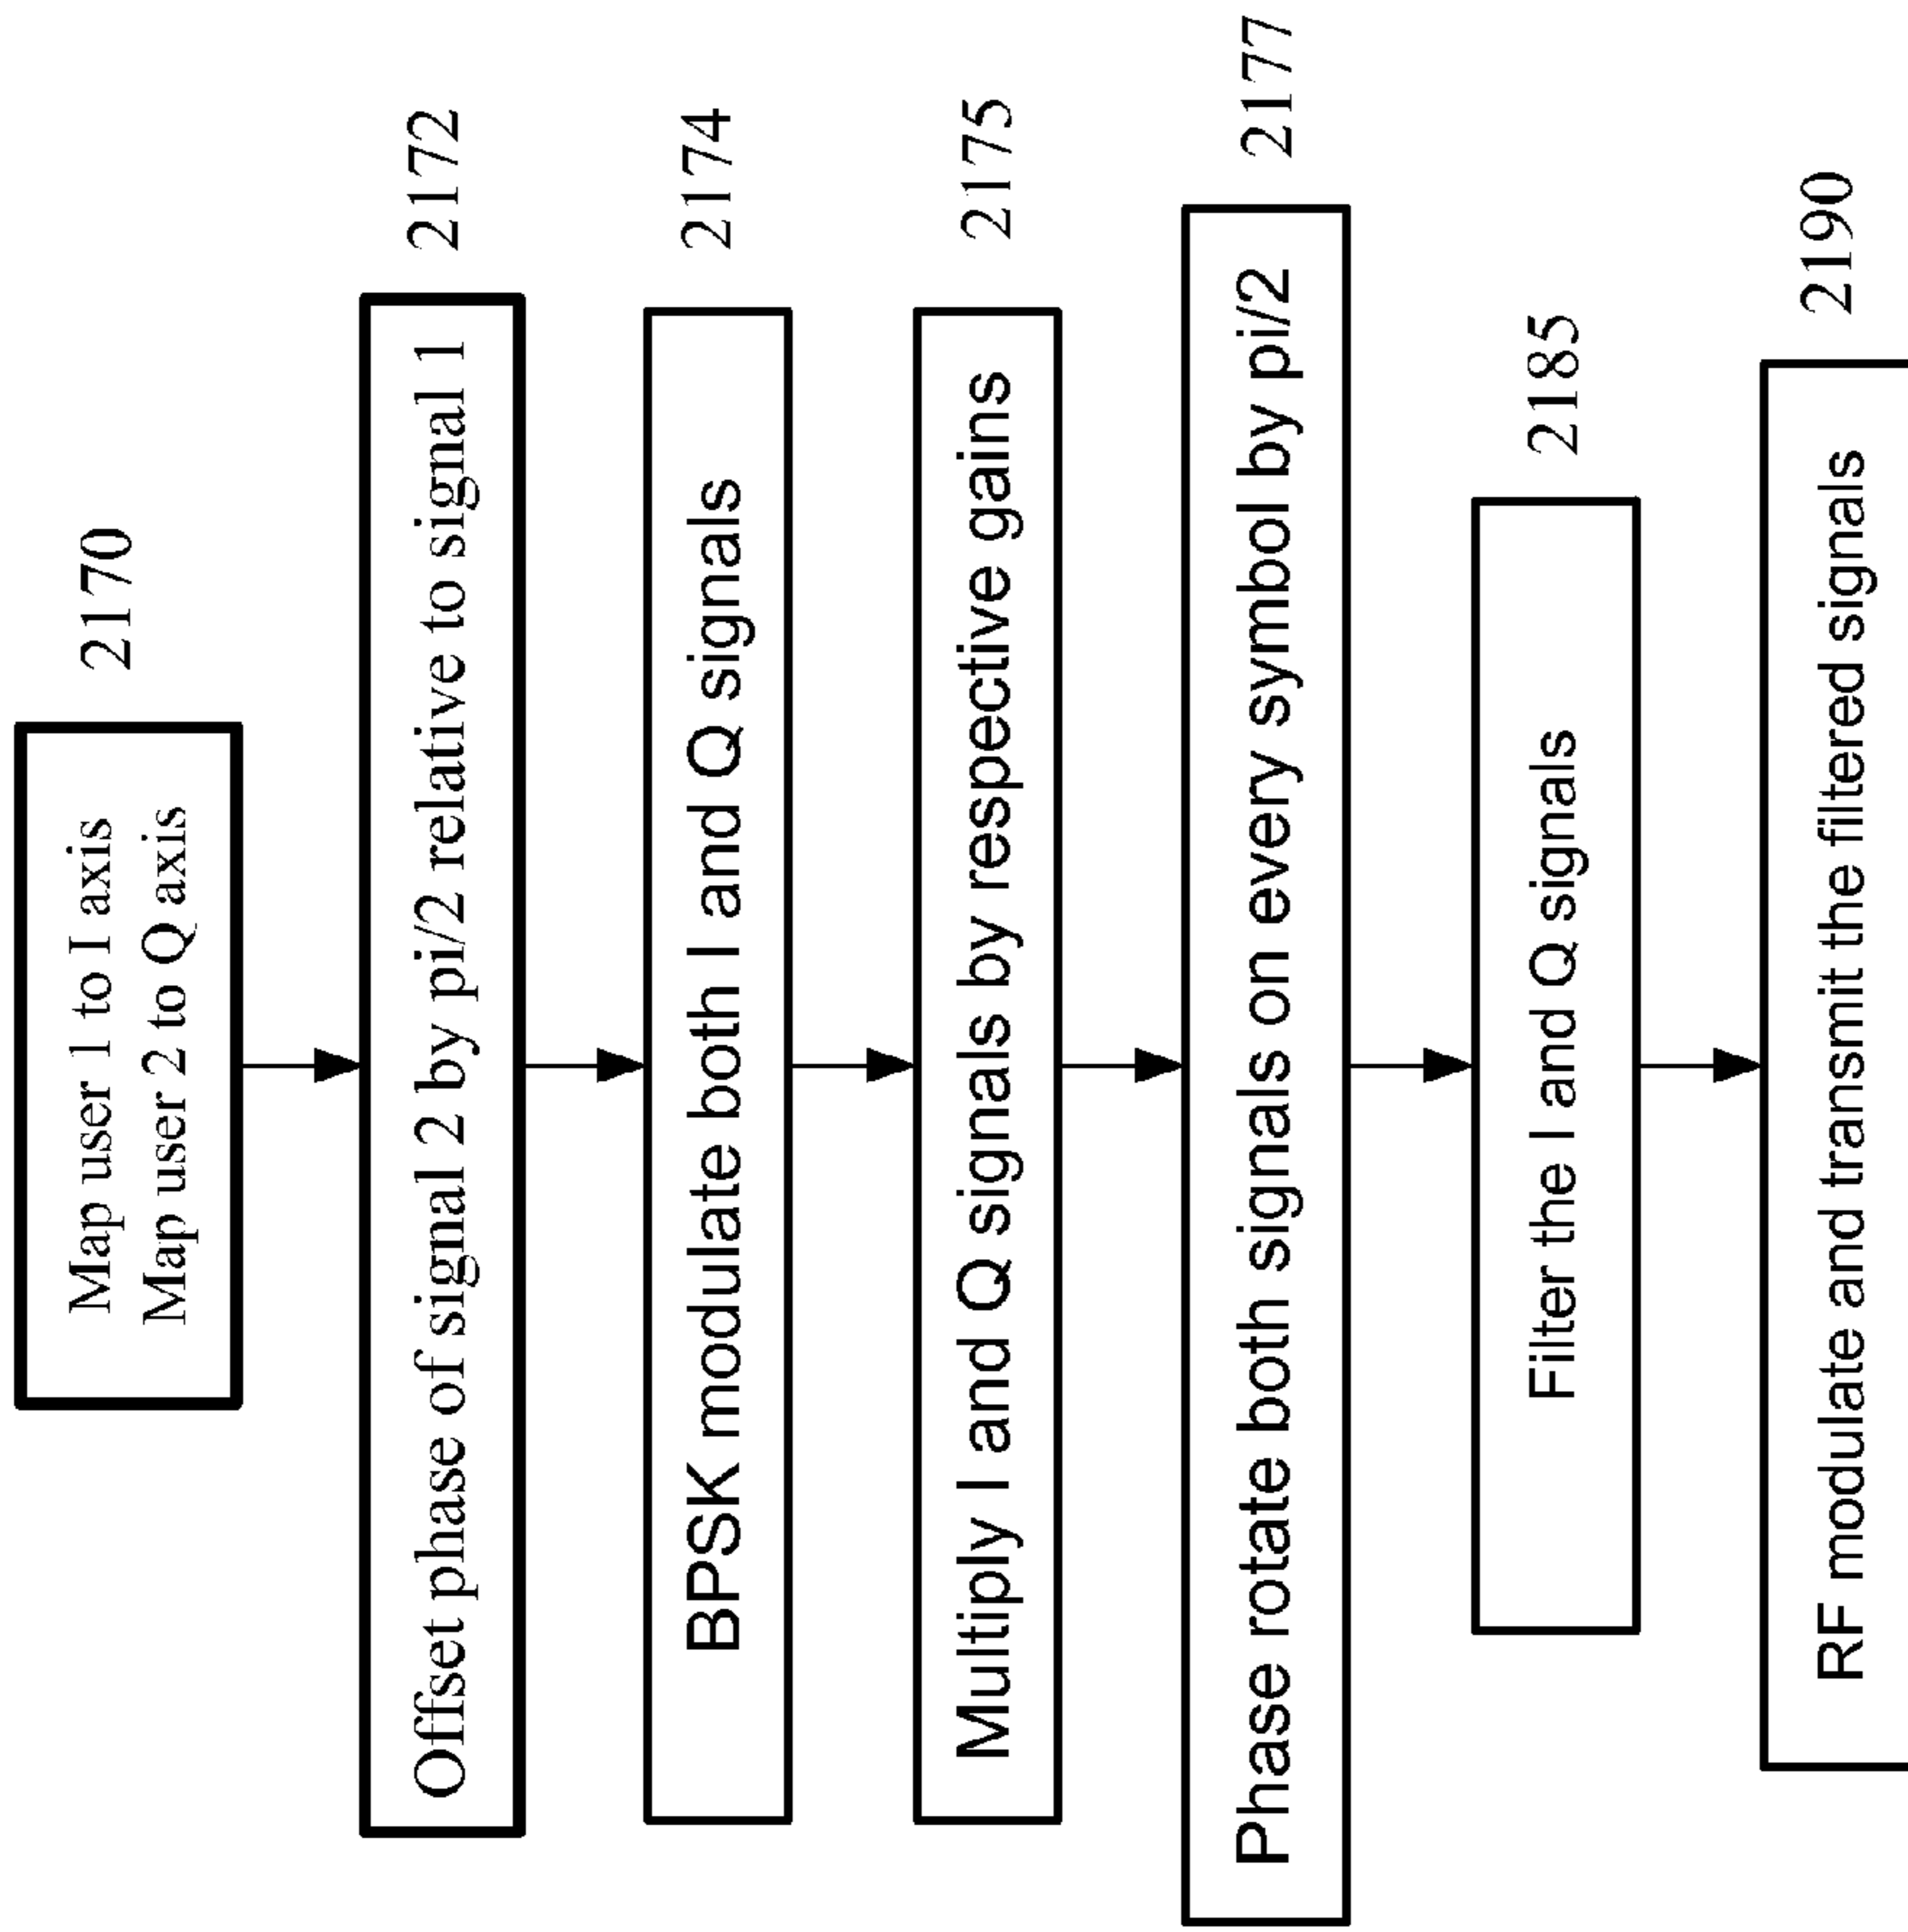 2170
Map user 1 to I axis
Map user 2 to Q axis
2172
Offset phase of signal 2 by pi/2 relative to signal 1
2174
BPSK modulate both I and Q signals
2175
Multiply I and Q signals by respective gains
2177
Phase rotate both signals on every symbol by pi/2
2185
Filter the I and Q signals
2190
RF modulate and transmit the filtered signals